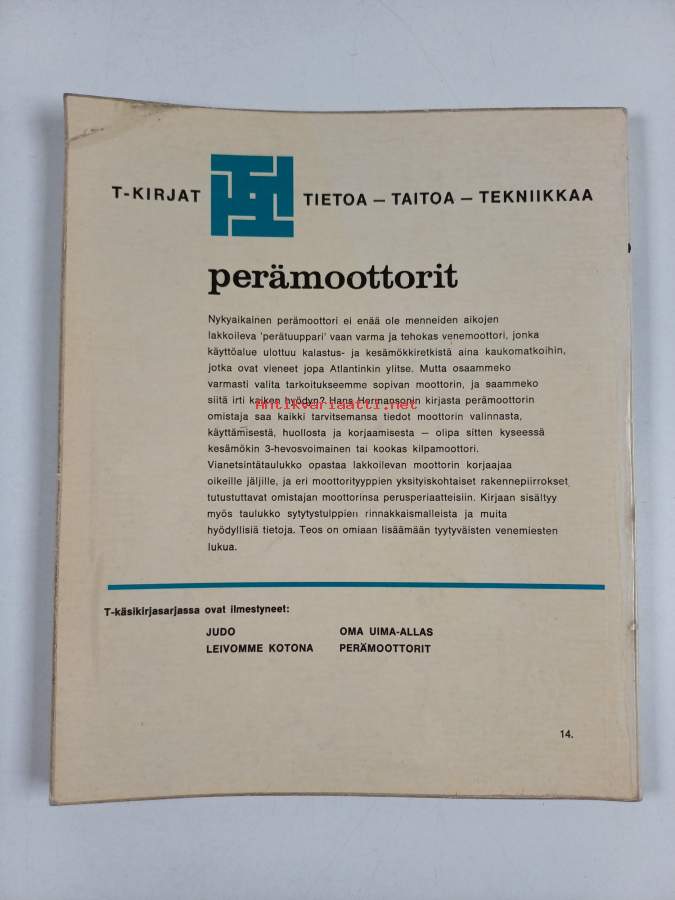 T-KIRJAT TIETOA — TAITOA — TEKNIIKKAA
perämoottorit
Nykyaikainen perämoottori ei enää ole menneiden aikojen
lakkoileva 'perätuuppari' vaan varma ja tehokas venemoottori, jonka
käyttöalue ulottuu kalastus- ja kesämökkiretkistä aina kaukomatkoihin,
jotka ovat vieneet jopa Atlantinkin ylitse. Mutta osaammeko
varmasti valita tarkoitukseemme sopivan moottorin, ja saammeko
siitä irti kaiken hyödyn? Hans Hermansonin kirjasta perämoottorin
Antikvariaatti.net
omistaja saa kaikki tarvitsemansa tiedot moottorin valinnasta,
käyttämisestä, huollosta ja korjaamisesta — olipa sitten kyseessä
kesämökin 3-hevosvoimainen tai kookas kilpamoottori.
Vianetsintätaulukko opastaa lakkoilevan moottorin korjaajaa
oikeille jäljille, ja eri moottorityyppien yksityiskohtaiset rakennepiirrokset
tutustuttavat omistajan moottorinsa perusperiaatteisiin. Kirjaan sisältyy
myös taulukko sytytystulppien rinnakkaismalleista ja muita
hyödyllisiä tietoja. Teos on omiaan lisäämään tyytyväisten venemiesten
lukua.
T-käsikirjasarjassa ovat ilmestyneet:
JUDO OMA UIMA-ALLAS
LEIVOMME KOTONA PERÄMOOTTORIT
14.